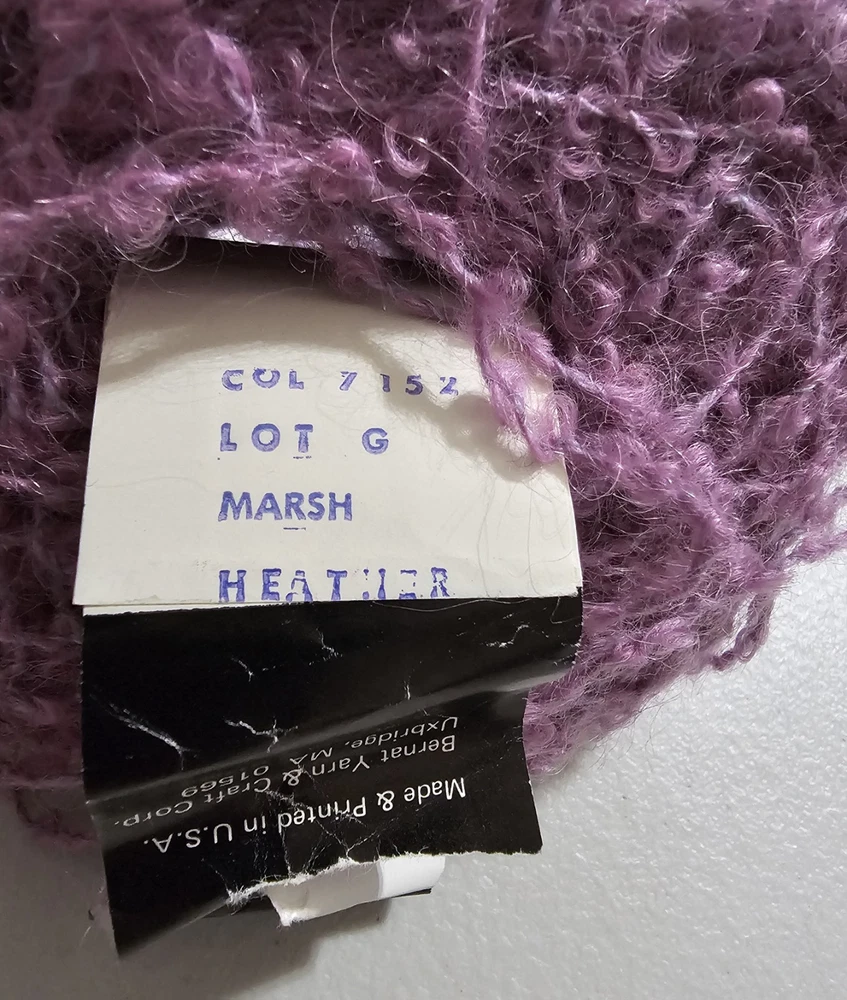 COL 7152
LOT G
MARSH
HEATHER
Made & Printed in U.S.A.
Bernat Yarn & Craft Corp.
Uxbridge, MA 01569